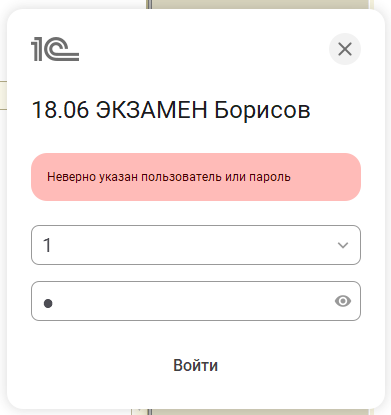 1С
18.06 ЭКЗАМЕН Борисов
Неверно указан пользователь или пароль
1
Войти